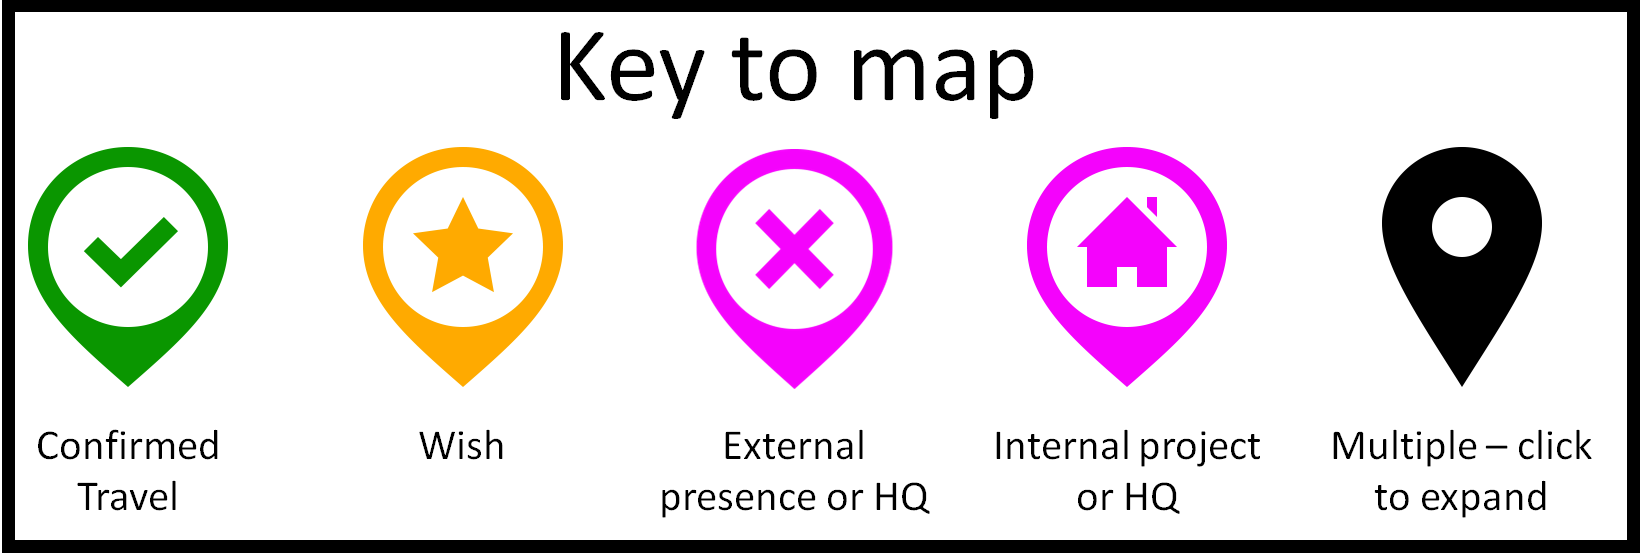 Key to map
Confirmed
Travel
Wish
External
presence or HQ
Internal project
or HQ
Multiple – click
to expand